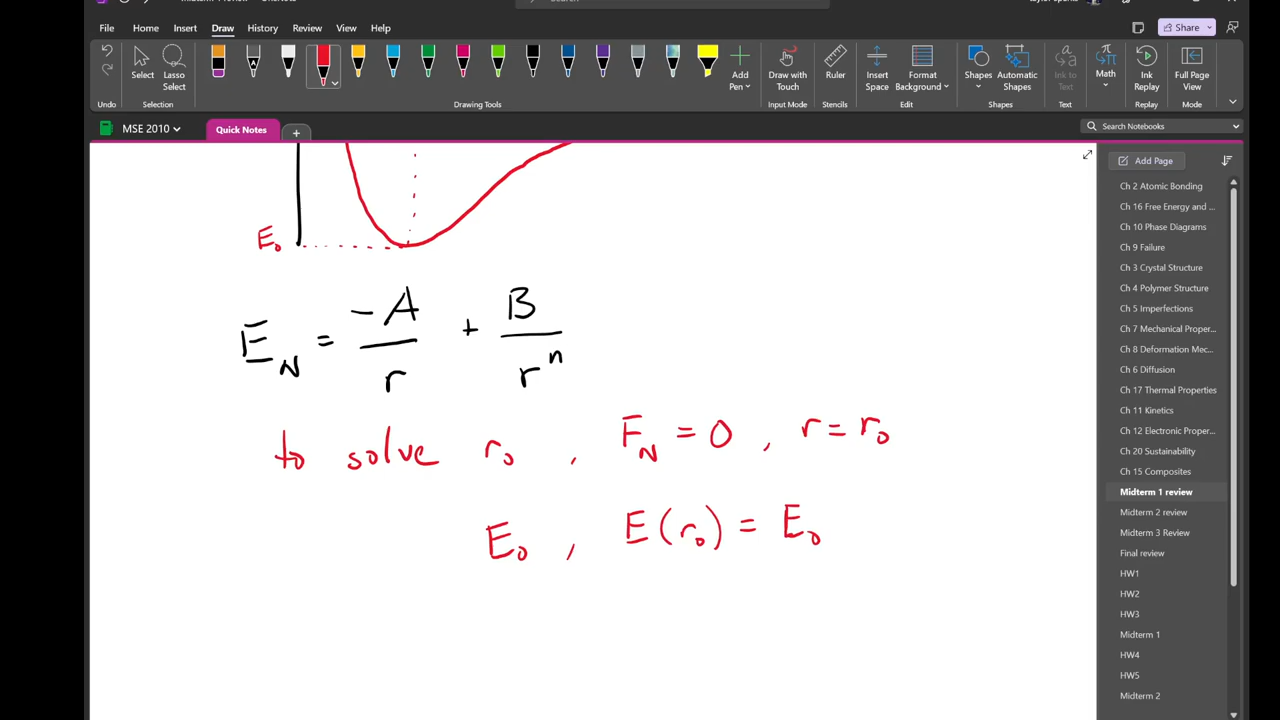 Share
File Home Insert Draw History Review View Help
Select Lasso Select Add Pen Draw with Touch Ruler Insert Space Format Background Shapes Automatic Shapes Ink to Text Math Ink Replay Full Page View
Undo Selection Drawing Tools Input Mode Stencils Edit Shapes Text Math Replay Mode
MSE 2010 Quick Notes + Search Notebooks
Add Page
Ch 2 Atomic Bonding
Ch 16 Free Energy and ...
Ch 10 Phase Diagrams
Ch 9 Failure
Ch 3 Crystal Structure
Ch 4 Polymer Structure
Ch 5 Imperfections
Ch 7 Mechanical Proper...
Ch 8 Deformation Mec...
Ch 6 Diffusion
Ch 17 Thermal Properties
Ch 11 Kinetics
Ch 12 Electronic Proper...
Ch 20 Sustainability
Ch 15 Composites
Midterm 1 review
Midterm 2 review
Midterm 3 Review
Final review
HW1
HW2
HW3
Midterm 1
HW4
HW5
Midterm 2
E₀
E_N = -A/r + B/rⁿ
to solve r₀ , F_N = 0 , r = r₀
E₀ , E(r₀) = E₀